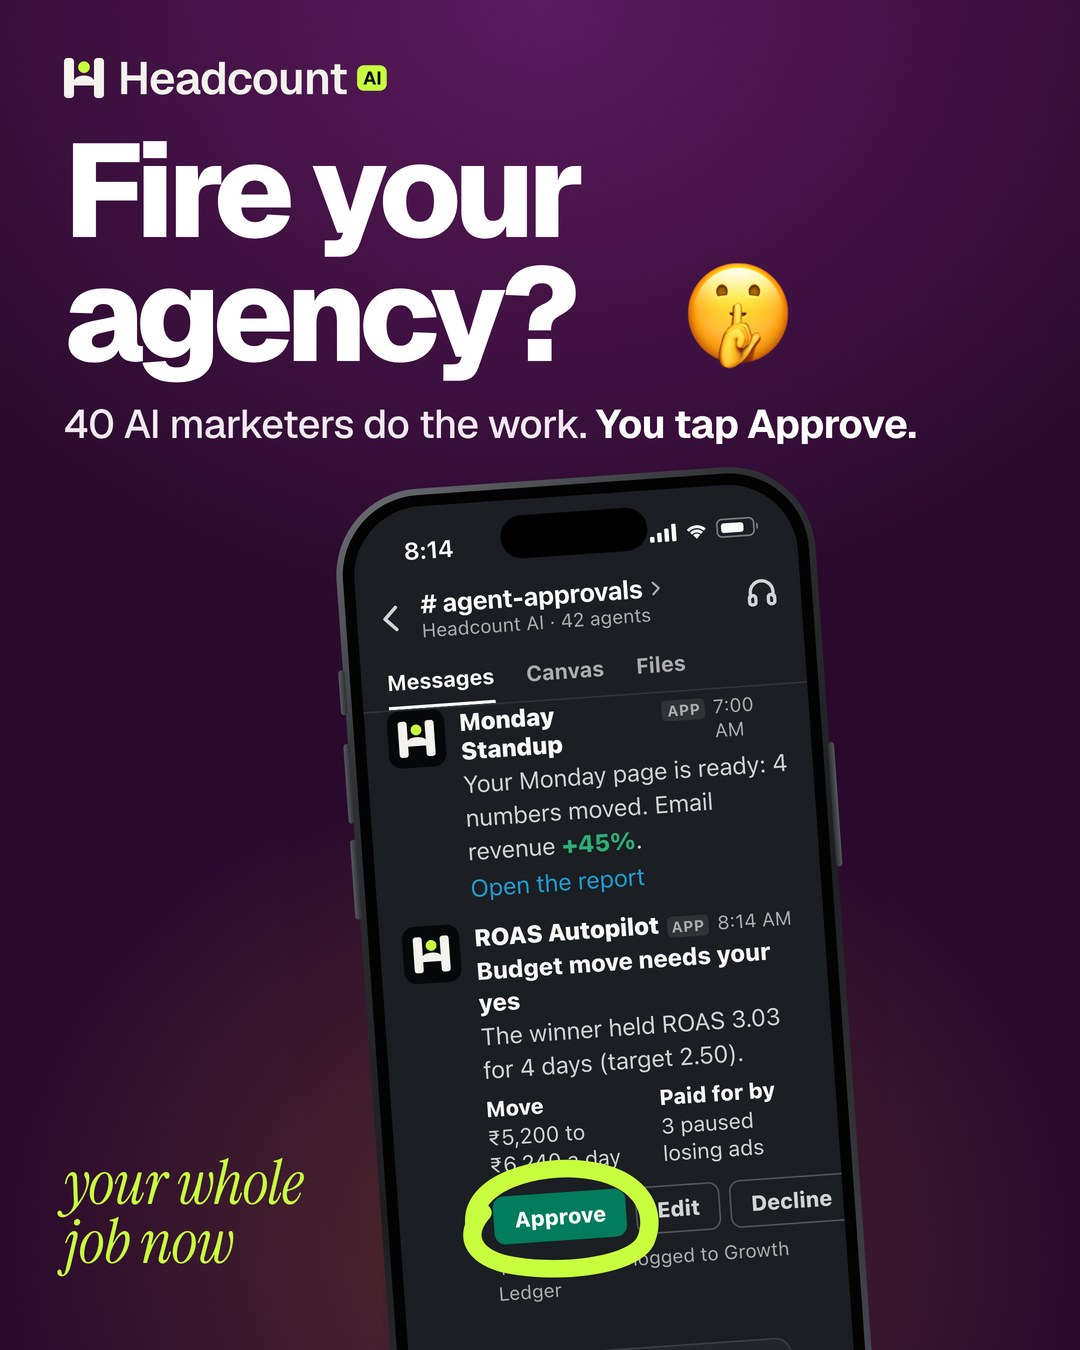 Headcount AI
Fire your
agency?
40 AI marketers do the work. You tap Approve.
8:14
# agent-approvals
Headcount AI · 42 agents
Messages Canvas Files
Monday
Standup
APP 7:00
AM
Your Monday page is ready: 4
numbers moved. Email
revenue +45%.
Open the report
ROAS Autopilot APP 8:14 AM
Budget move needs your
yes
The winner held ROAS 3.03
for 4 days (target 2.50).
Move
₹5,200 to
₹6,240 a day
Paid for by
3 paused
losing ads
Approve Edit Decline
logged to Growth
Ledger
your whole
job now